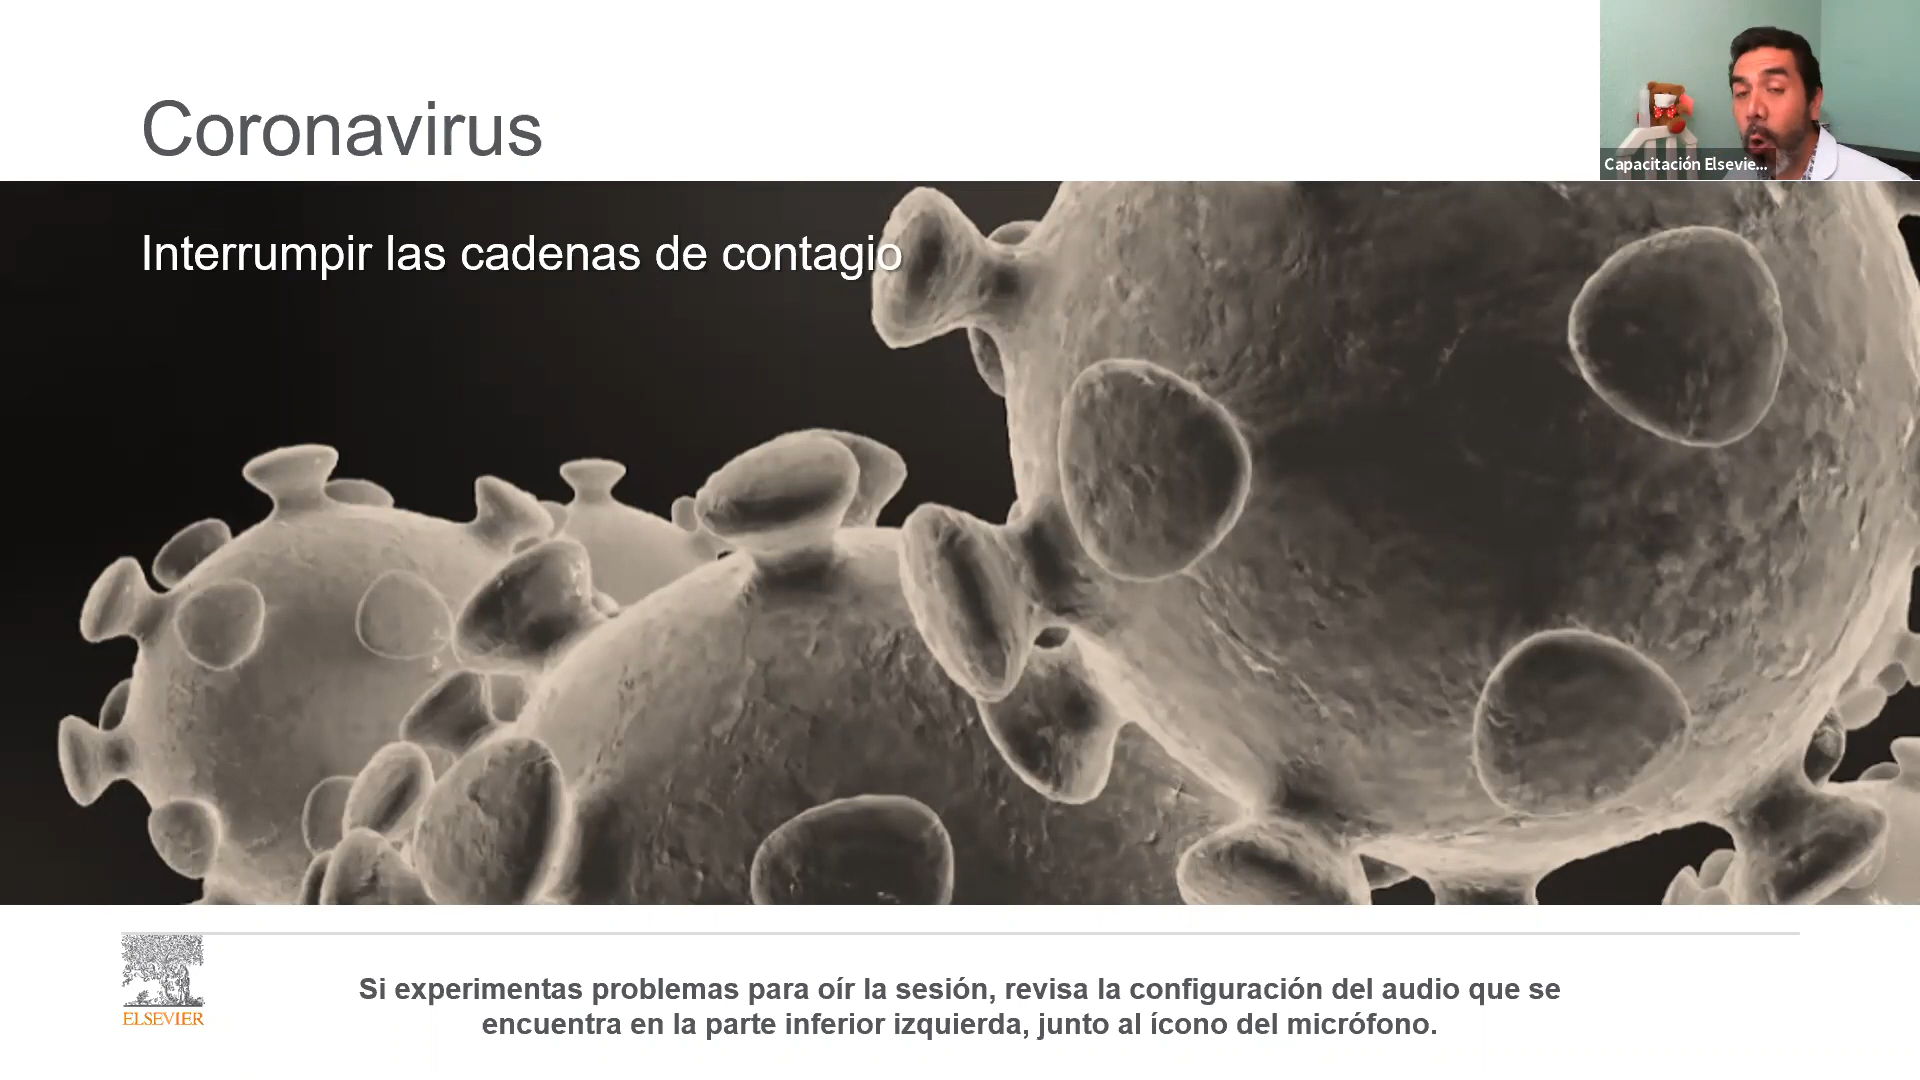 Coronavirus
Capacitación Elsevie...
Interrumpir las cadenas de contagio
ELSEVIER
Si experimentas problemas para oír la sesión, revisa la configuración del audio que se
encuentra en la parte inferior izquierda, junto al ícono del micrófono.